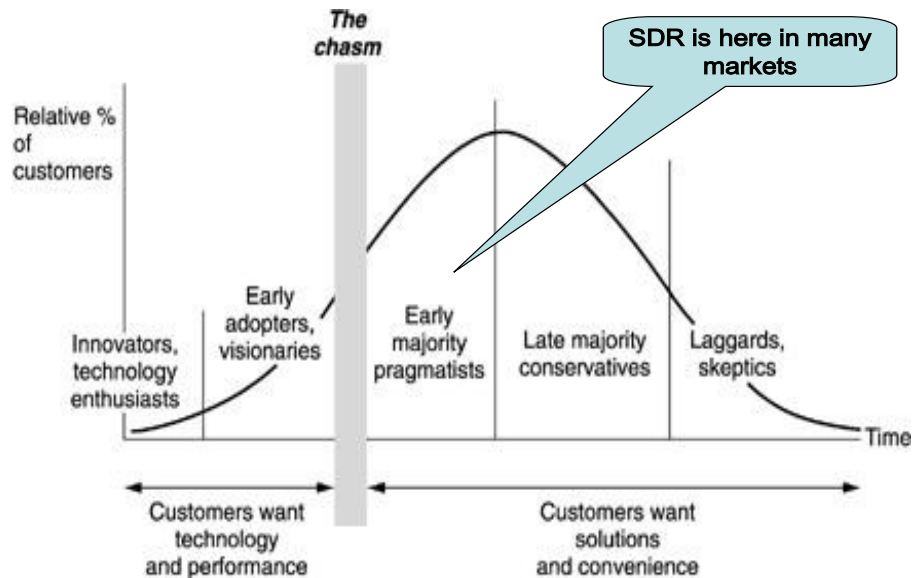 The
chasm
SDR is here in many
markets
Relative %
of
customers
Innovators,
technology
enthusiasts
Early
adopters,
visionaries
Early
majority
pragmatists
Late majority
conservatives
Laggards,
skeptics
Time
Customers want
technology
and performance
Customers want
solutions
and convenience